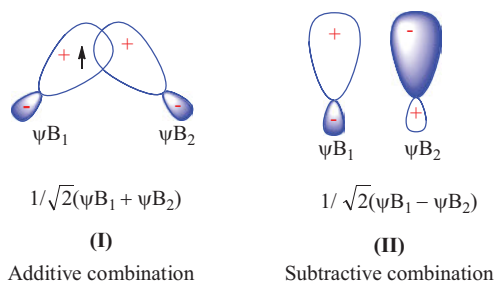 + + + -
- - - +
ψB₁ ψB₂ ψB₁ ψB₂
1/√2(ψB₁ + ψB₂) 1/ √2(ψB₁ − ψB₂)
(I) (II)
Additive combination Subtractive combination